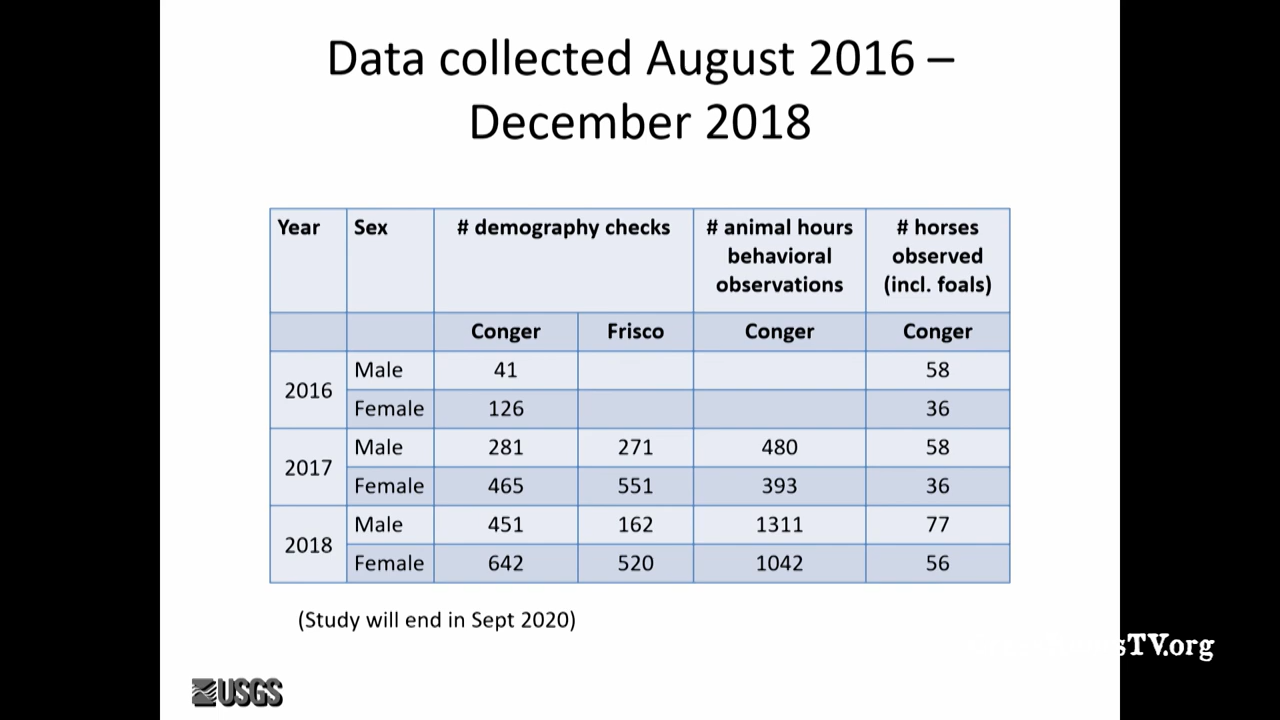 Data collected August 2016 –
December 2018
Year Sex # demography checks # animal hours behavioral observations # horses observed (incl. foals)
Conger Frisco Conger Conger
2016 Male 41 58
Female 126 36
2017 Male 281 271 480 58
Female 465 551 393 36
2018 Male 451 162 1311 77
Female 642 520 1042 56
(Study will end in Sept 2020)
USGS